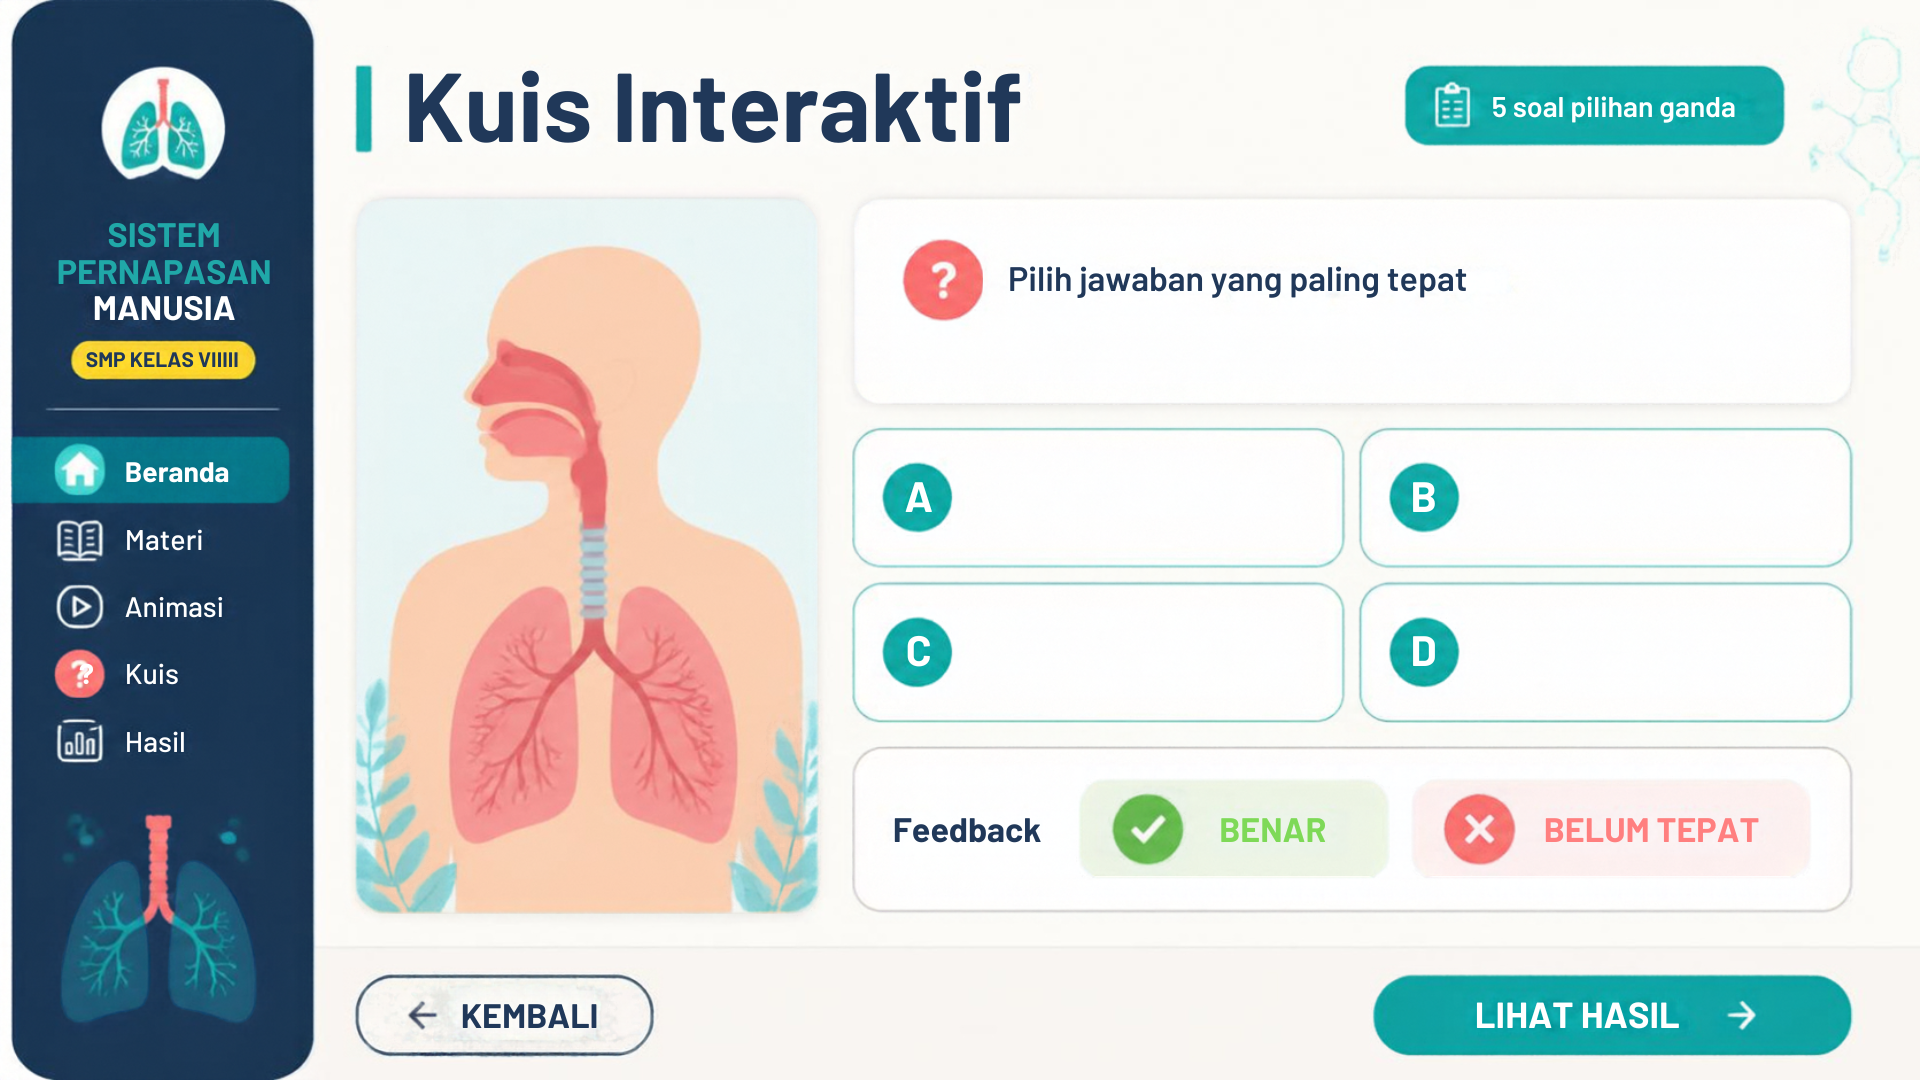 SISTEM
PERNAPASAN
MANUSIA
SMP KELAS VIIIII
Beranda
Materi
Animasi
?
Kuis
Hasil
Kuis Interaktif
5 soal pilihan ganda
?
Pilih jawaban yang paling tepat
A
B
C
D
Feedback
BENAR
BELUM TEPAT
KEMBALI
LIHAT HASIL